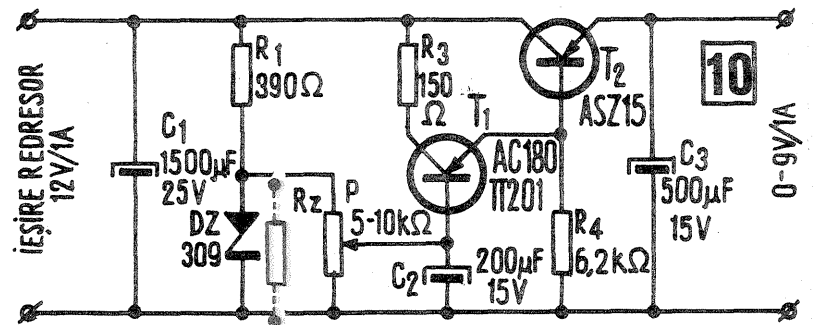 IEŞIRE REDRESOR
12V/1A
C1
1500µF
25V
R1
390Ω
DZ
309
Rz
P
5-10kΩ
R3
150
Ω
T1
AC180
ΠT201
C2
200µF
15V
T2
ASZ15
R4
6,2kΩ
10
C3
500µF
15V
0-9V/1A